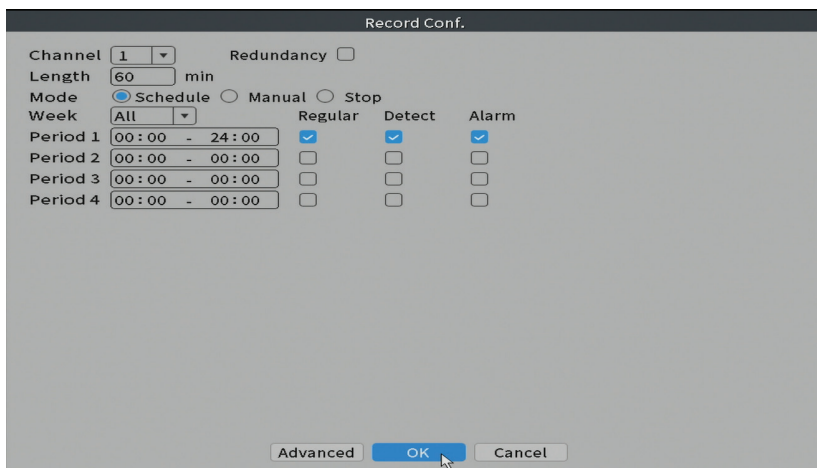 Record Conf.
Channel 1 Redundancy
Length 60 min
Mode Schedule Manual Stop
Week All Regular Detect Alarm
Period 1 00:00 - 24:00
Period 2 00:00 - 00:00
Period 3 00:00 - 00:00
Period 4 00:00 - 00:00
Advanced OK Cancel